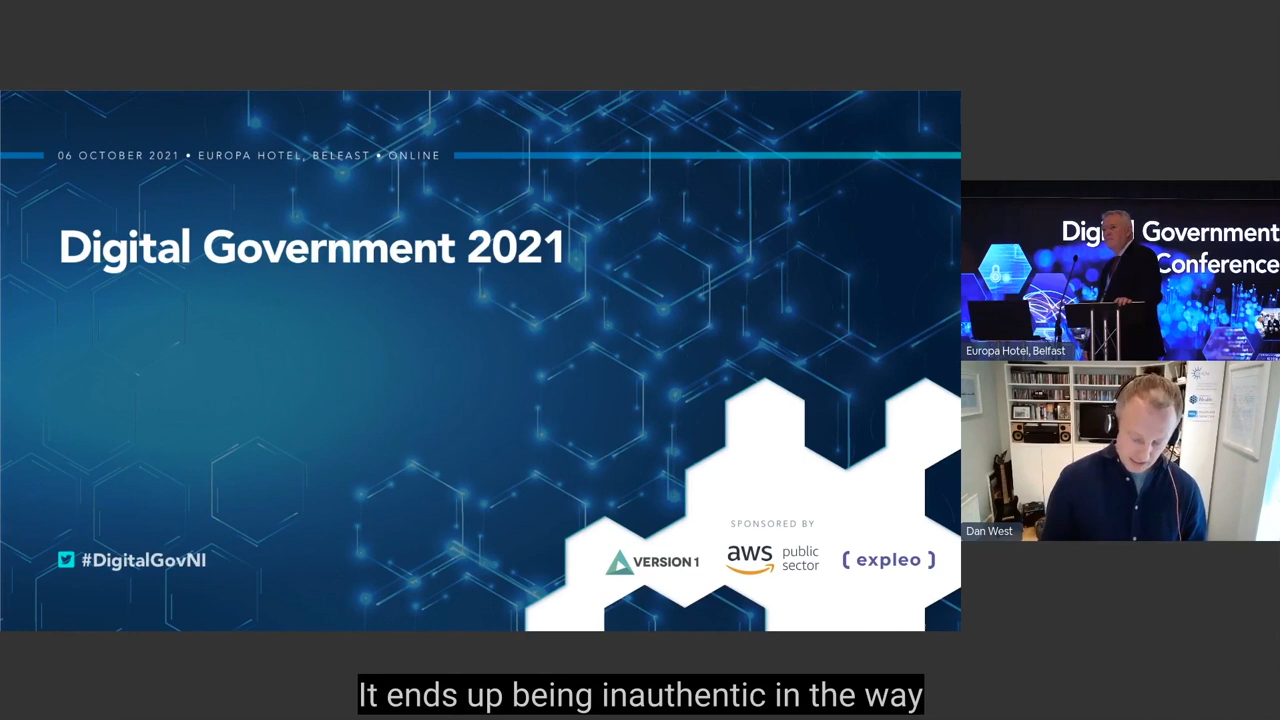 06 OCTOBER 2021 • EUROPA HOTEL, BELFAST • ONLINE
Digital Government 2021
#DigitalGovNI
SPONSORED BY
VERSION 1
aws public sector
{ expleo }
Digital Government
Conference
Europa Hotel, Belfast
Dan West
It ends up being inauthentic in the way